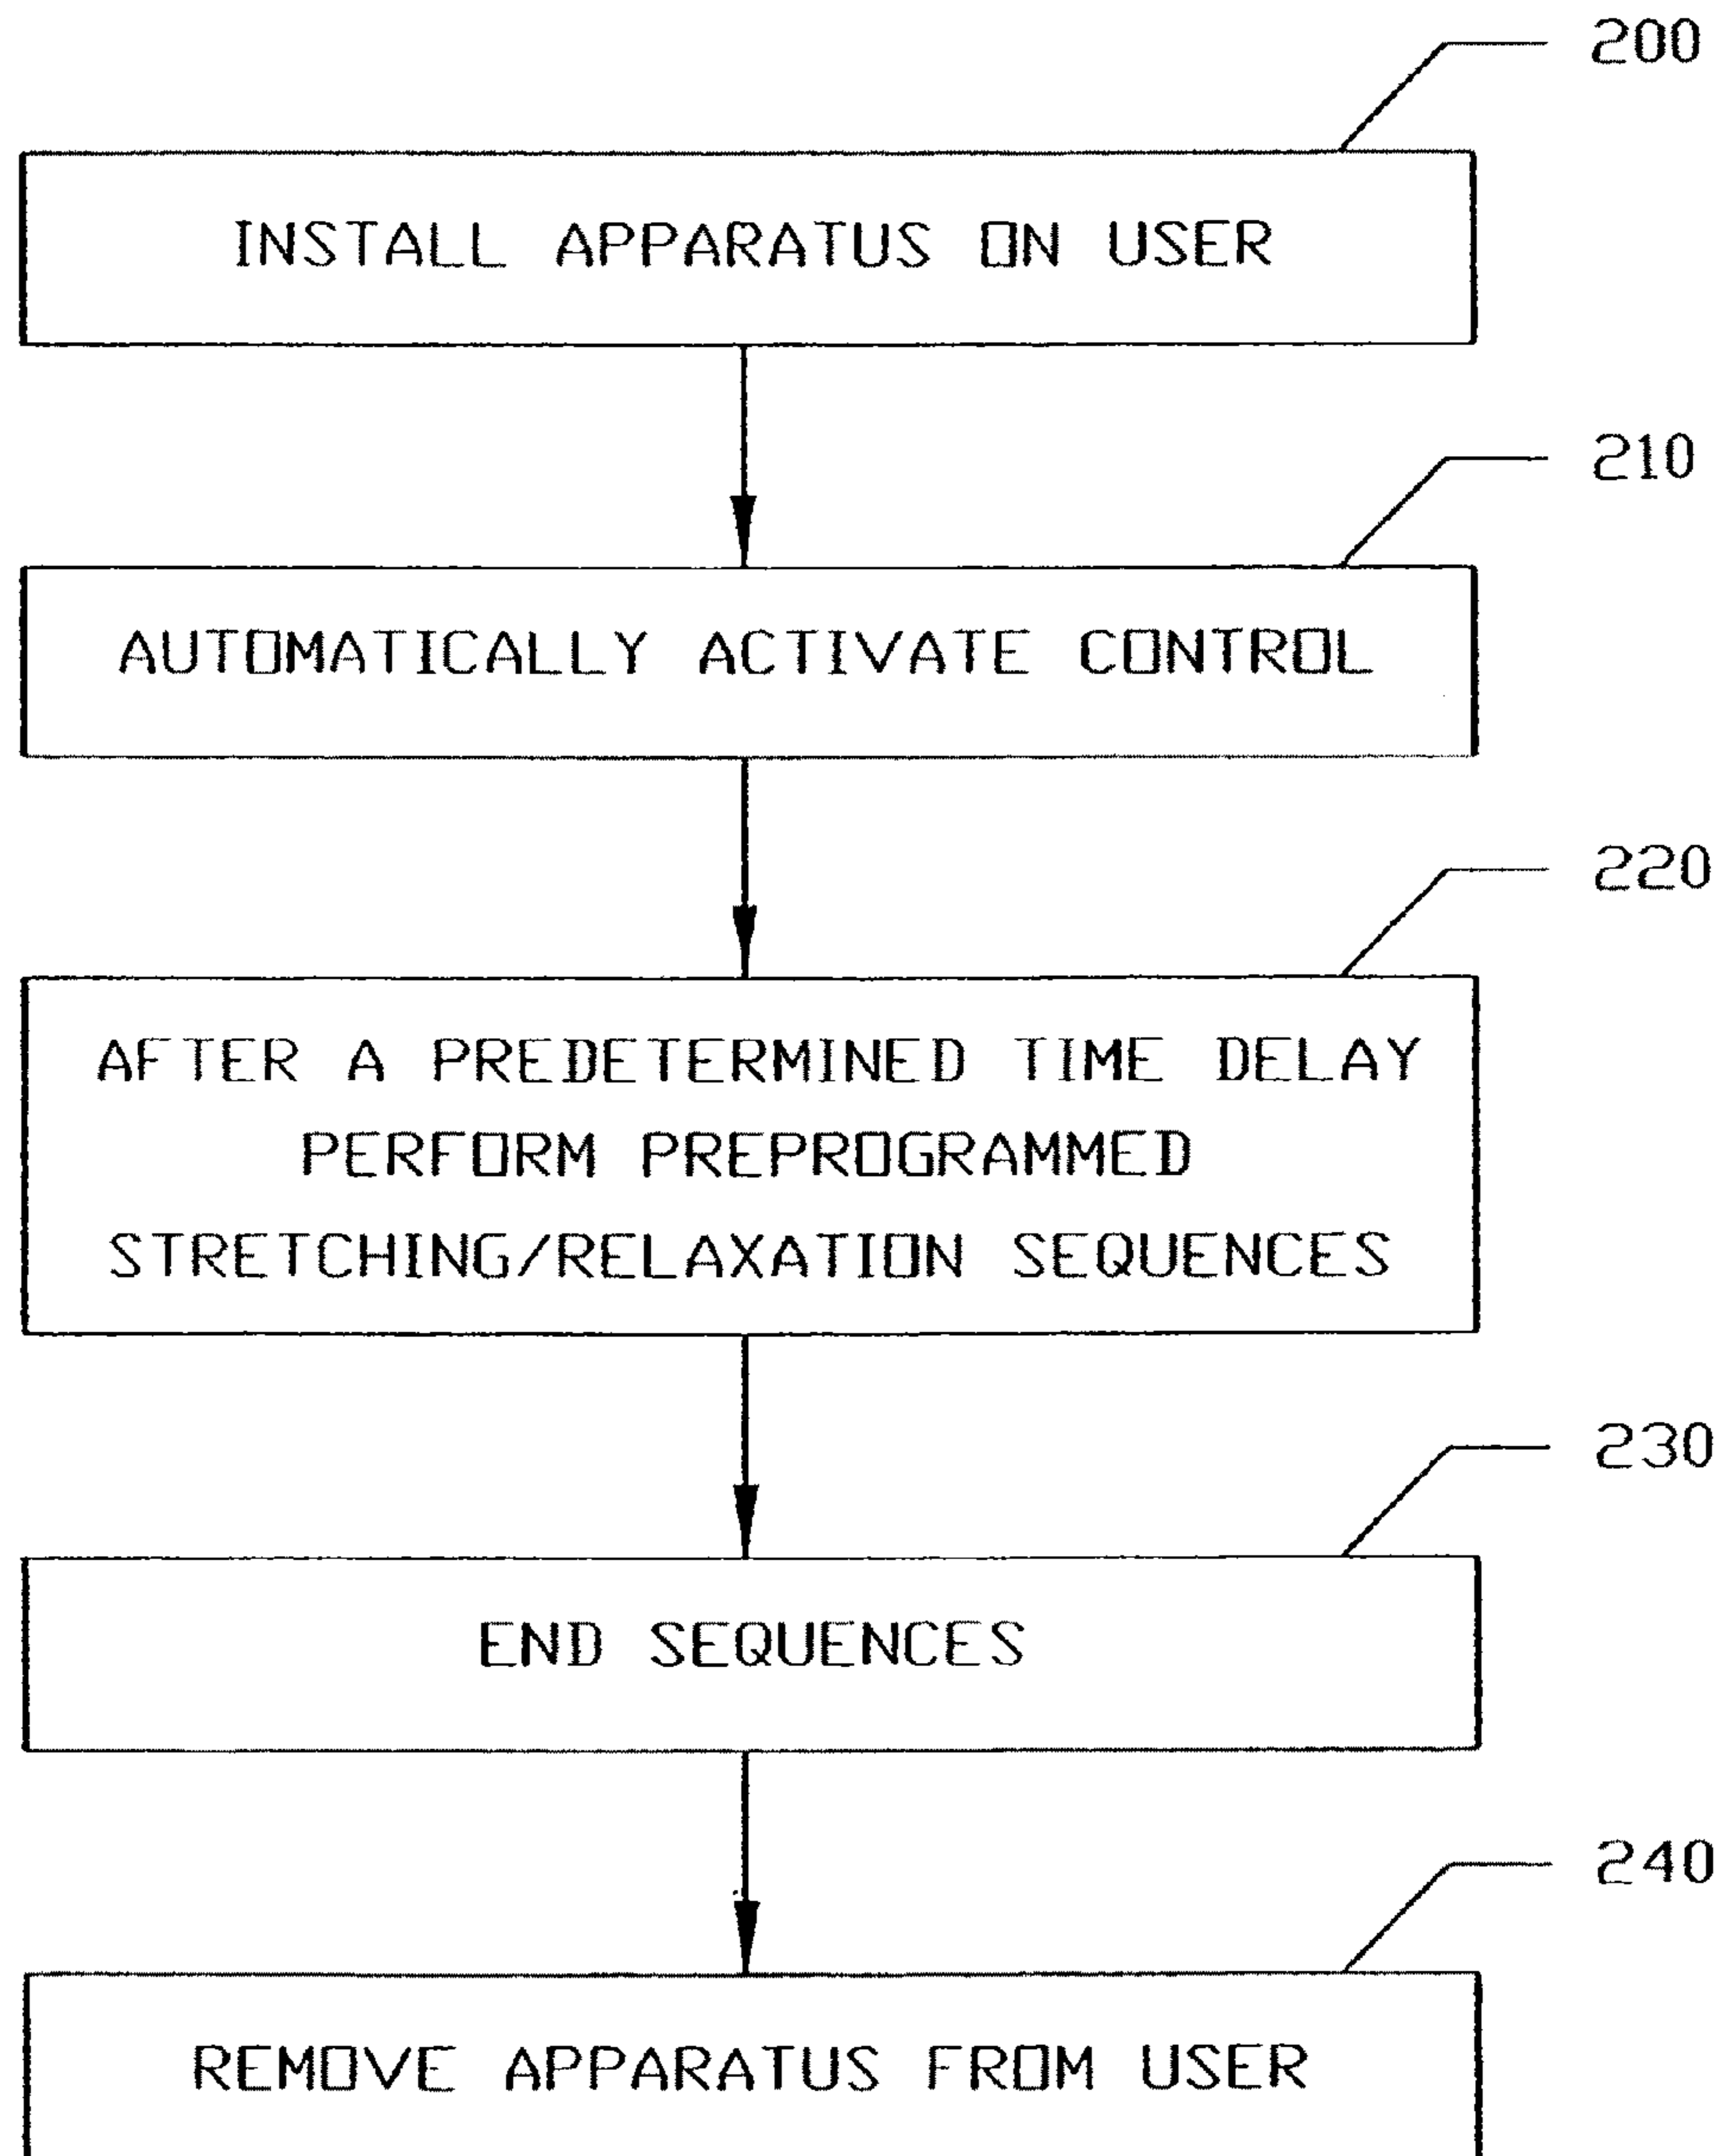 200
INSTALL APPARATUS ON USER
210
AUTOMATICALLY ACTIVATE CONTROL
220
AFTER A PREDETERMINED TIME DELAY
PERFORM PREPROGRAMMED
STRETCHING/RELAXATION SEQUENCES
230
END SEQUENCES
240
REMOVE APPARATUS FROM USER